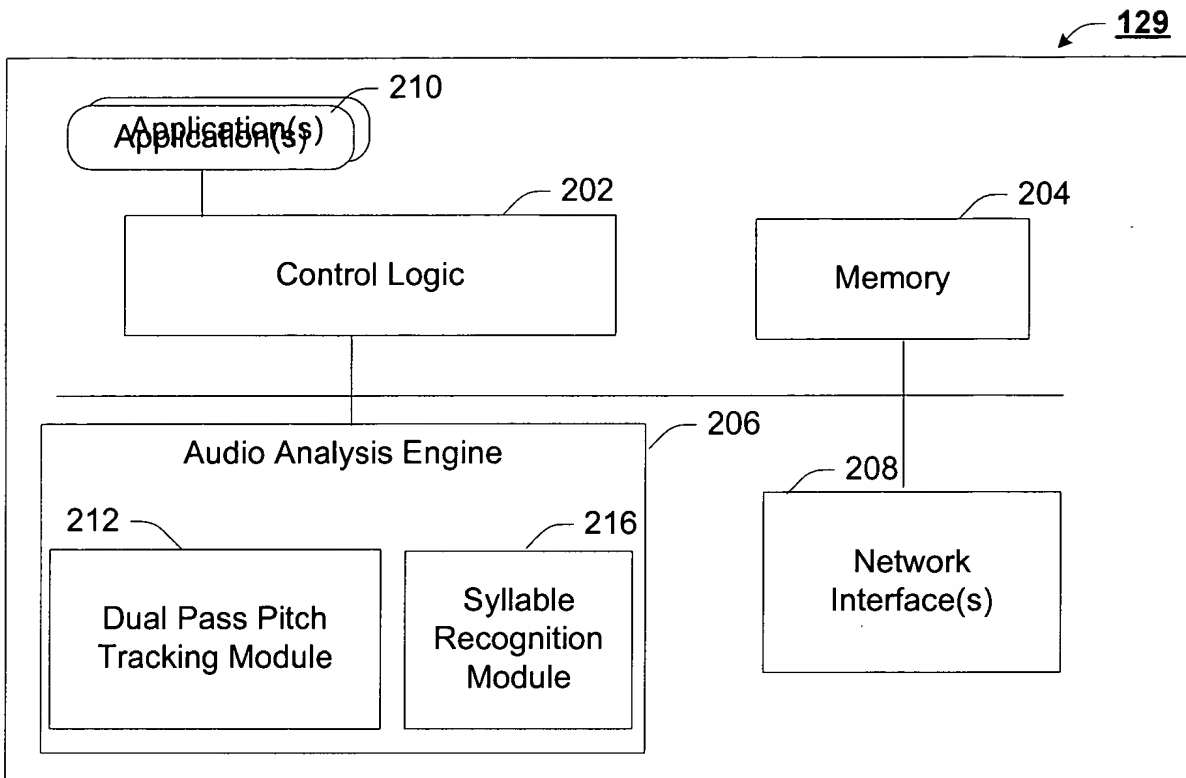 129
210
Application(s)
Application(s)
202
204
Control Logic
Memory
206
Audio Analysis Engine
208
212
216
Network
Interface(s)
Dual Pass Pitch
Tracking Module
Syllable
Recognition
Module